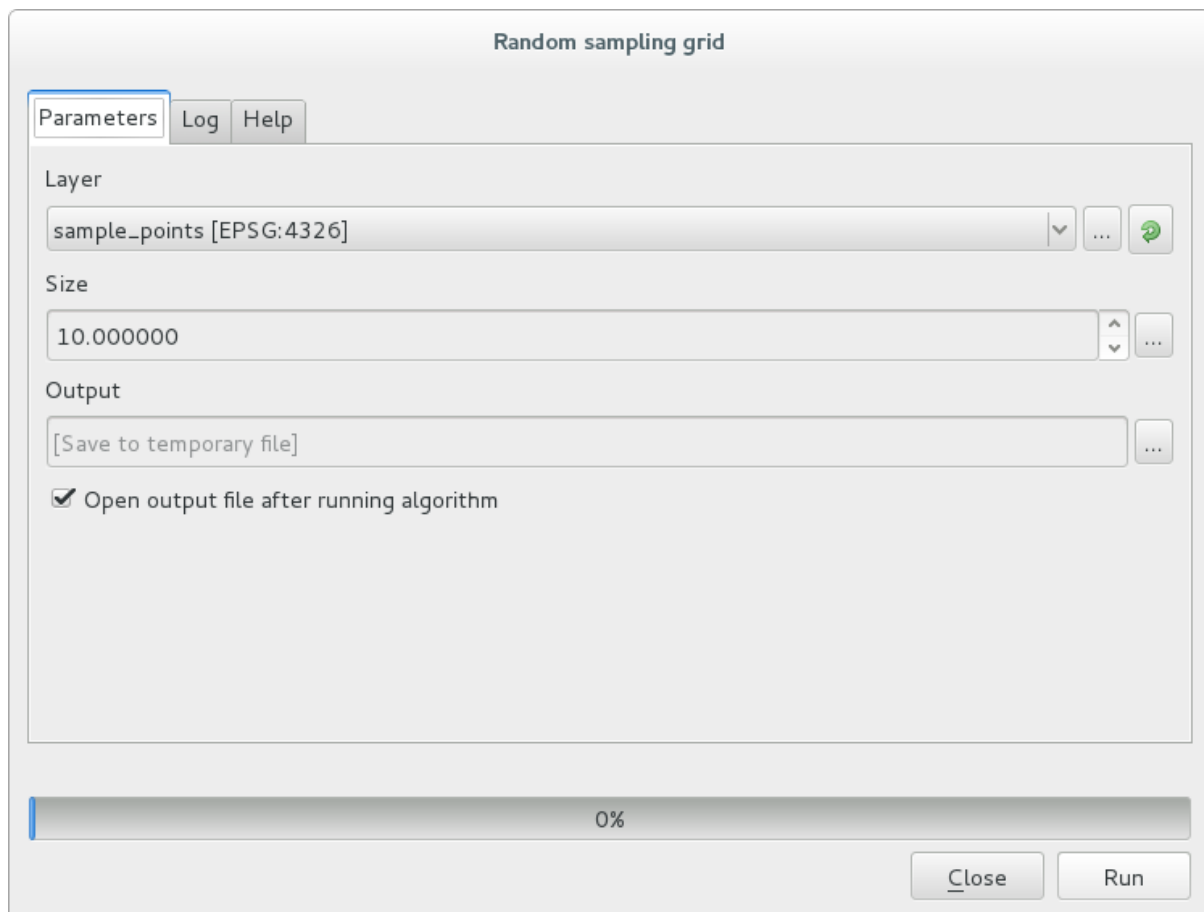 Random sampling grid
Parameters Log Help
Layer
sample_points [EPSG:4326]
...
Size
10.000000
...
Output
[Save to temporary file]
...
Open output file after running algorithm
0%
Close Run